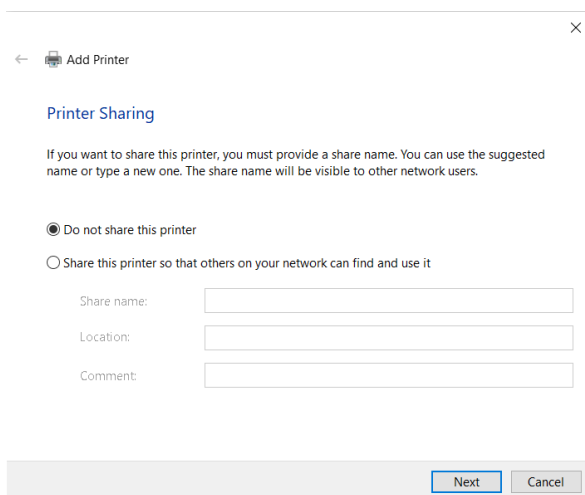 Add Printer
Printer Sharing
If you want to share this printer, you must provide a share name. You can use the suggested
name or type a new one. The share name will be visible to other network users.
Do not share this printer
Share this printer so that others on your network can find and use it
Share name:
Location:
Comment:
Next Cancel